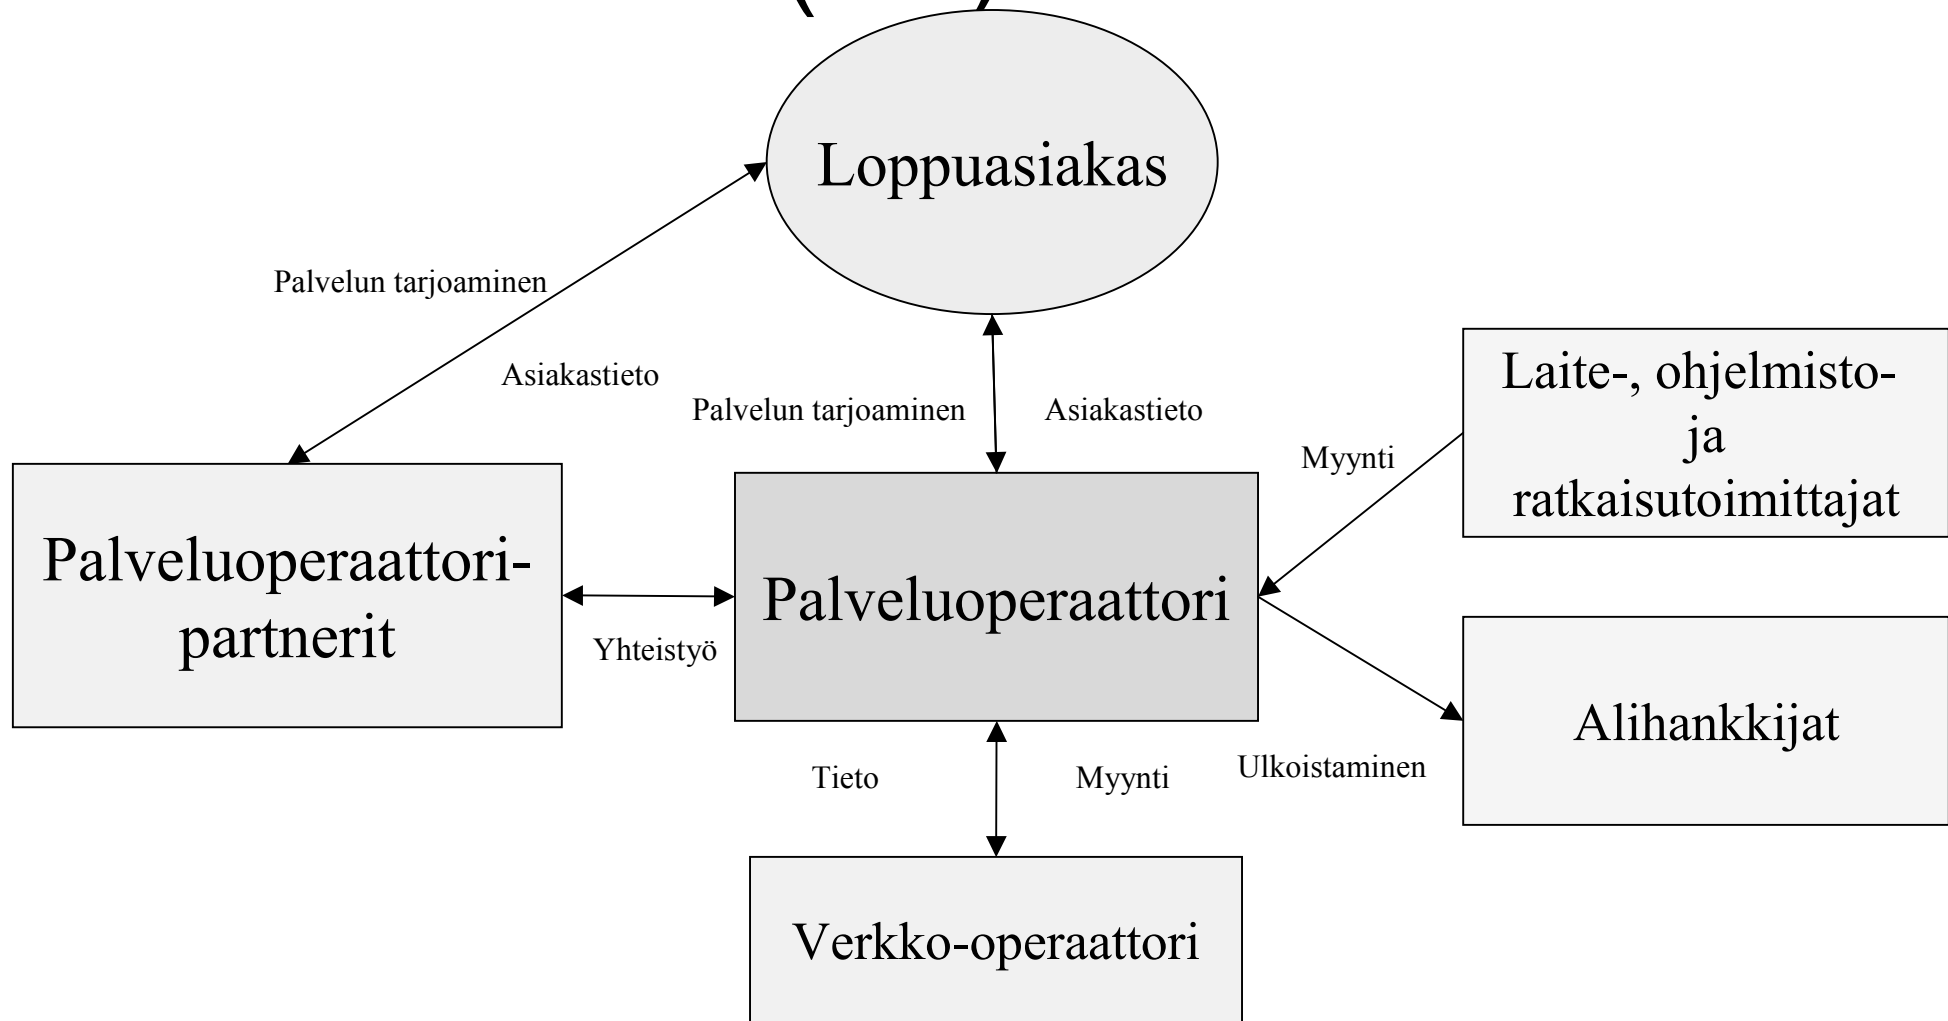 Loppuasiakas
Palvelun tarjoaminen
Asiakastieto
Palvelun tarjoaminen
Asiakastieto
Laite-, ohjelmisto-
ja
ratkaisutoimittajat
Myynti
Palveluoperaattori-
partnerit
Yhteistyö
Palveluoperaattori
Alihankkijat
Ulkoistaminen
Tieto
Myynti
Verkko-operaattori